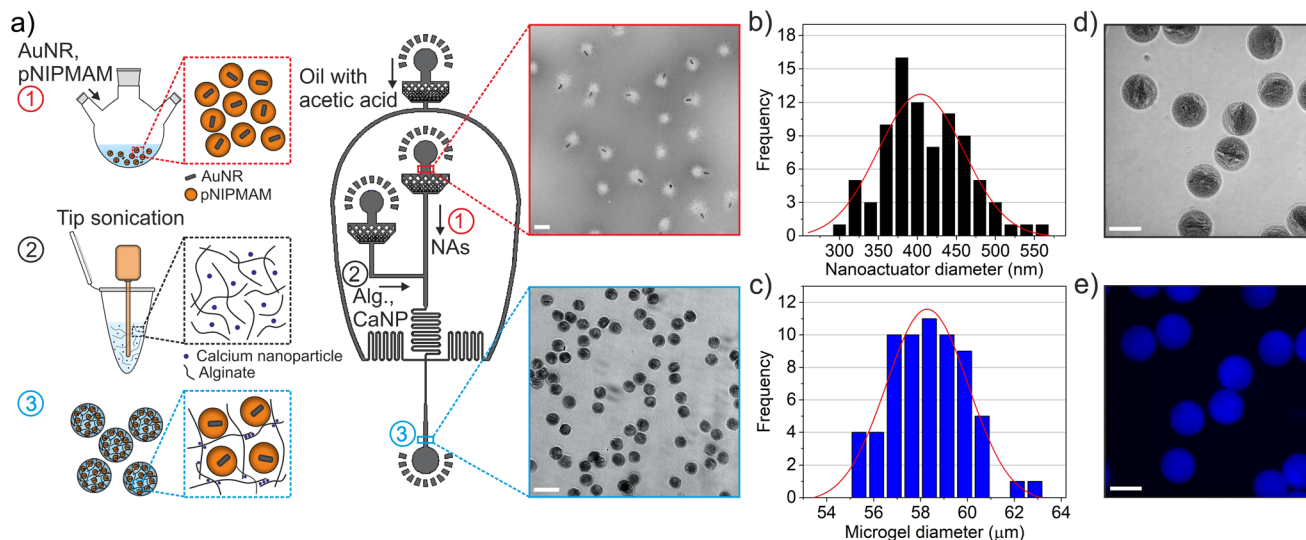 a)
AuNR,
pNIPMAM
1
AuNR
pNIPMAM
Tip sonication
2
Calcium nanoparticle
Alginate
3
Oil with
acetic acid
1
NAs
2
Alg.,
CaNP
3
b)
Frequency
18
15
12
9
6
3
0
300 350 400 450 500 550
Nanoactuator diameter (nm)
c)
Frequency
12
10
8
6
4
2
0
54 56 58 60 62 64
Microgel diameter (μm)
d)
e)